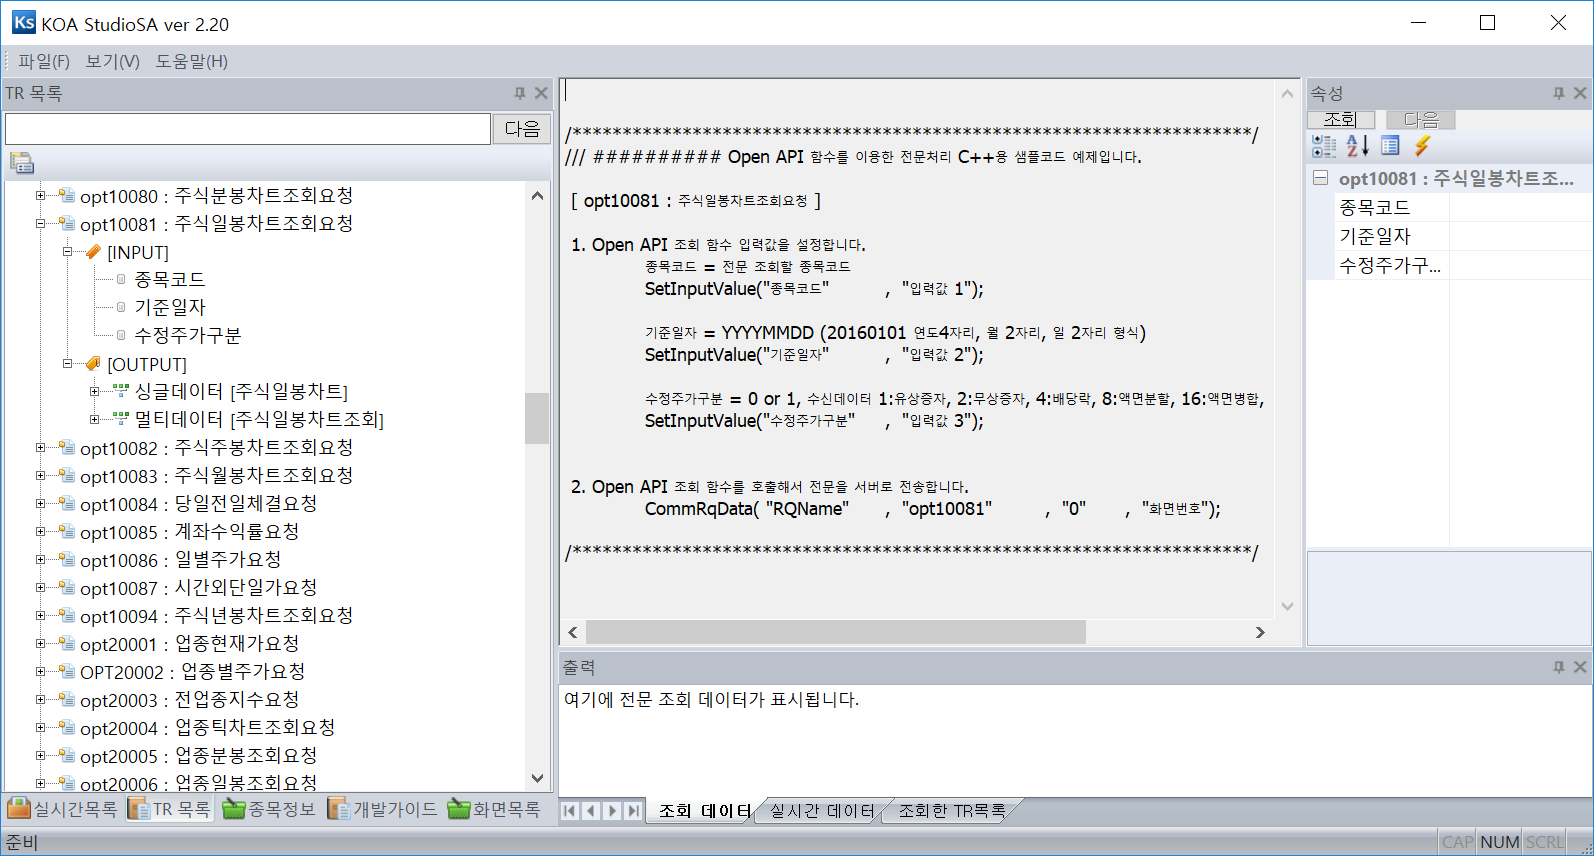 KOA StudioSA ver 2.20
파일(F) 보기(V) 도움말(H)
TR 목록
다음
opt10080 : 주식분봉차트조회요청
opt10081 : 주식일봉차트조회요청
[INPUT]
종목코드
기준일자
수정주가구분
[OUTPUT]
싱글데이터 [주식일봉차트]
멀티데이터 [주식일봉차트조회]
opt10082 : 주식주봉차트조회요청
opt10083 : 주식월봉차트조회요청
opt10084 : 당일전일체결요청
opt10085 : 계좌수익률요청
opt10086 : 일별주가요청
opt10087 : 시간외단일가요청
opt10094 : 주식년봉차트조회요청
opt20001 : 업종현재가요청
OPT20002 : 업종별주가요청
opt20003 : 전업종지수요청
opt20004 : 업종틱차트조회요청
opt20005 : 업종분봉조회요청
opt20006 : 업종일봉조회요청
실시간목록 TR 목록 종목정보 개발가이드 화면목록
/********************************************************************/
/// ########## Open API 함수를 이용한 전문처리 C++용 샘플코드 예제입니다.
[ opt10081 : 주식일봉차트조회요청 ]
1. Open API 조회 함수 입력값을 설정합니다.
종목코드 = 전문 조회할 종목코드
SetInputValue("종목코드" , "입력값 1");
기준일자 = YYYYMMDD (20160101 연도4자리, 월 2자리, 일 2자리 형식)
SetInputValue("기준일자" , "입력값 2");
수정주가구분 = 0 or 1, 수신데이터 1:유상증자, 2:무상증자, 4:배당락, 8:액면분할, 16:액면병합,
SetInputValue("수정주가구분" , "입력값 3");
2. Open API 조회 함수를 호출해서 전문을 서버로 전송합니다.
CommRqData( "RQName" , "opt10081" , "0" , "화면번호");
/********************************************************************/
속성
조회 다음
opt10081 : 주식일봉차트조...
종목코드
기준일자
수정주가구...
출력
여기에 전문 조회 데이터가 표시됩니다.
조회 데이터 실시간 데이터 조회한 TR목록
준비
CAP NUM SCRL